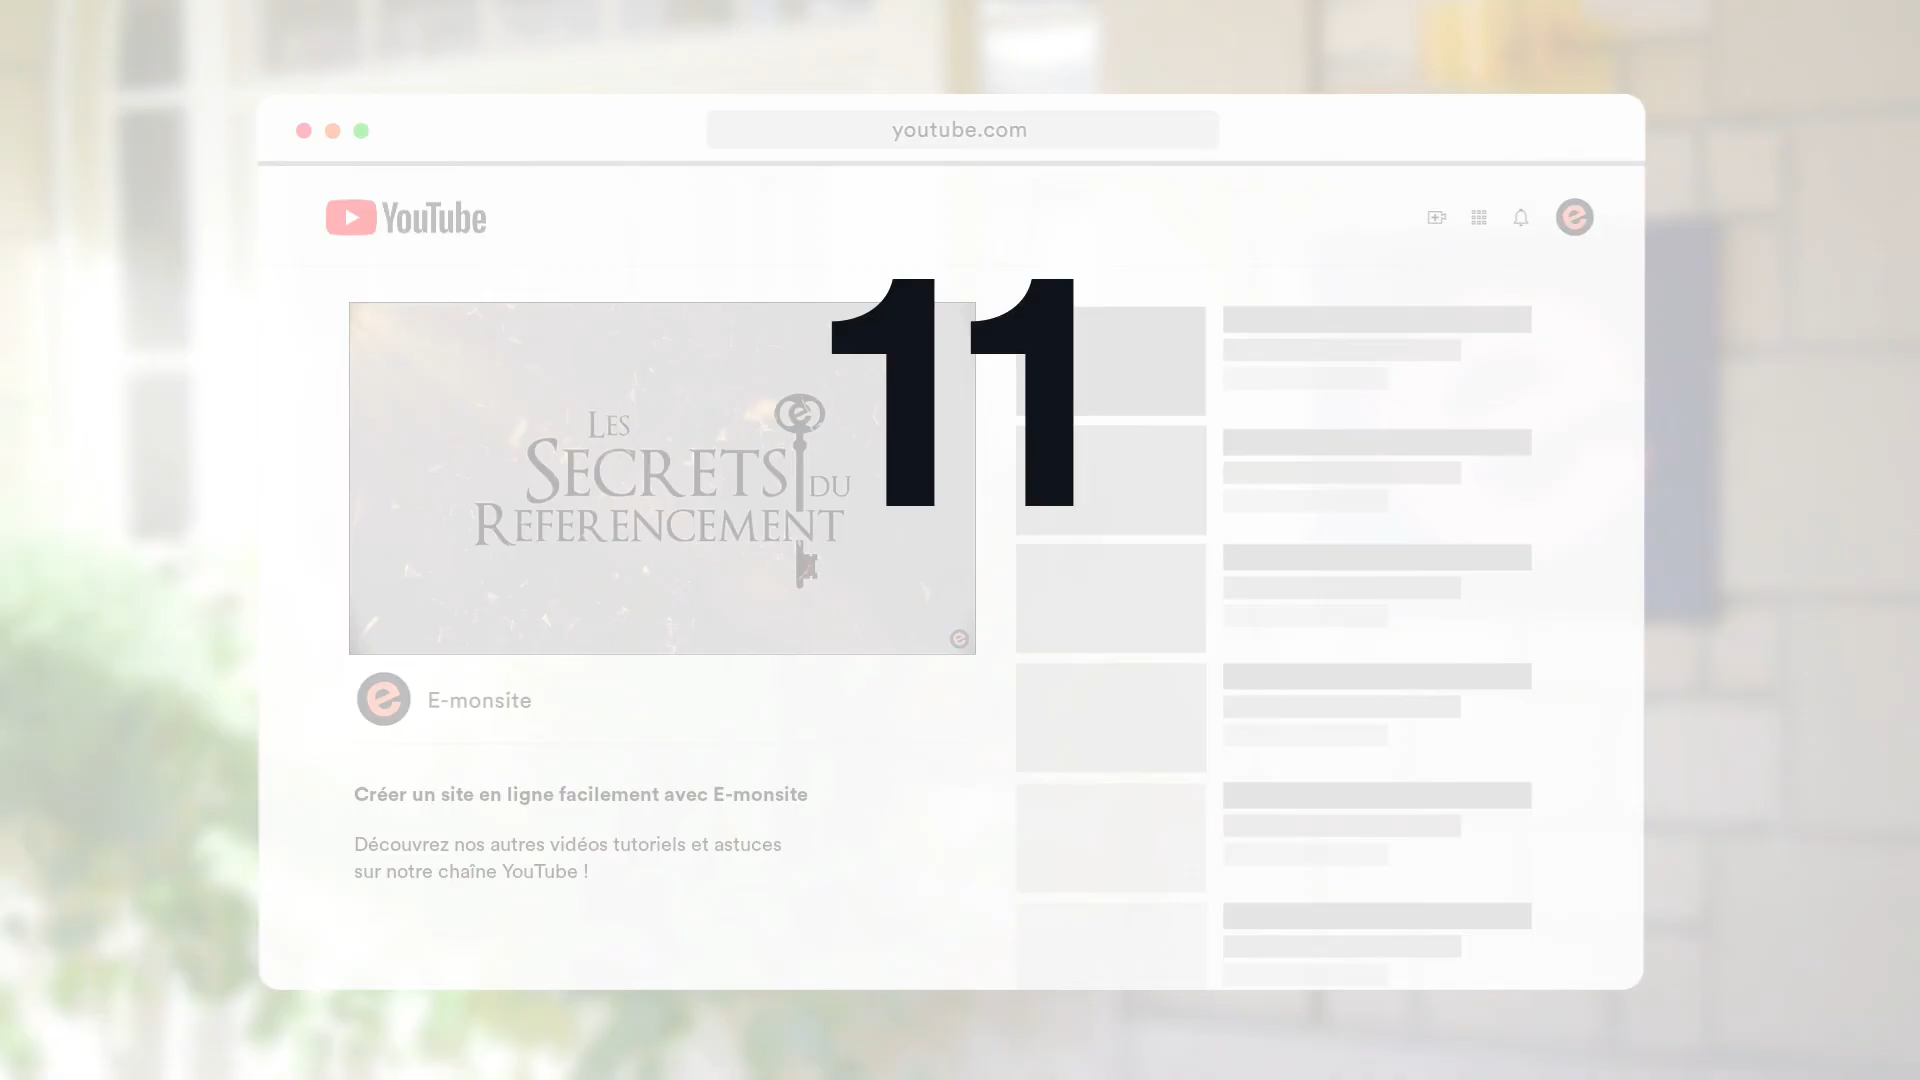 youtube.com
YouTube
11
LES
SECRETS DU
REFERENCEMENT
E-monsite
Créer un site en ligne facilement avec E-monsite
Découvrez nos autres vidéos tutoriels et astuces
sur notre chaîne YouTube !